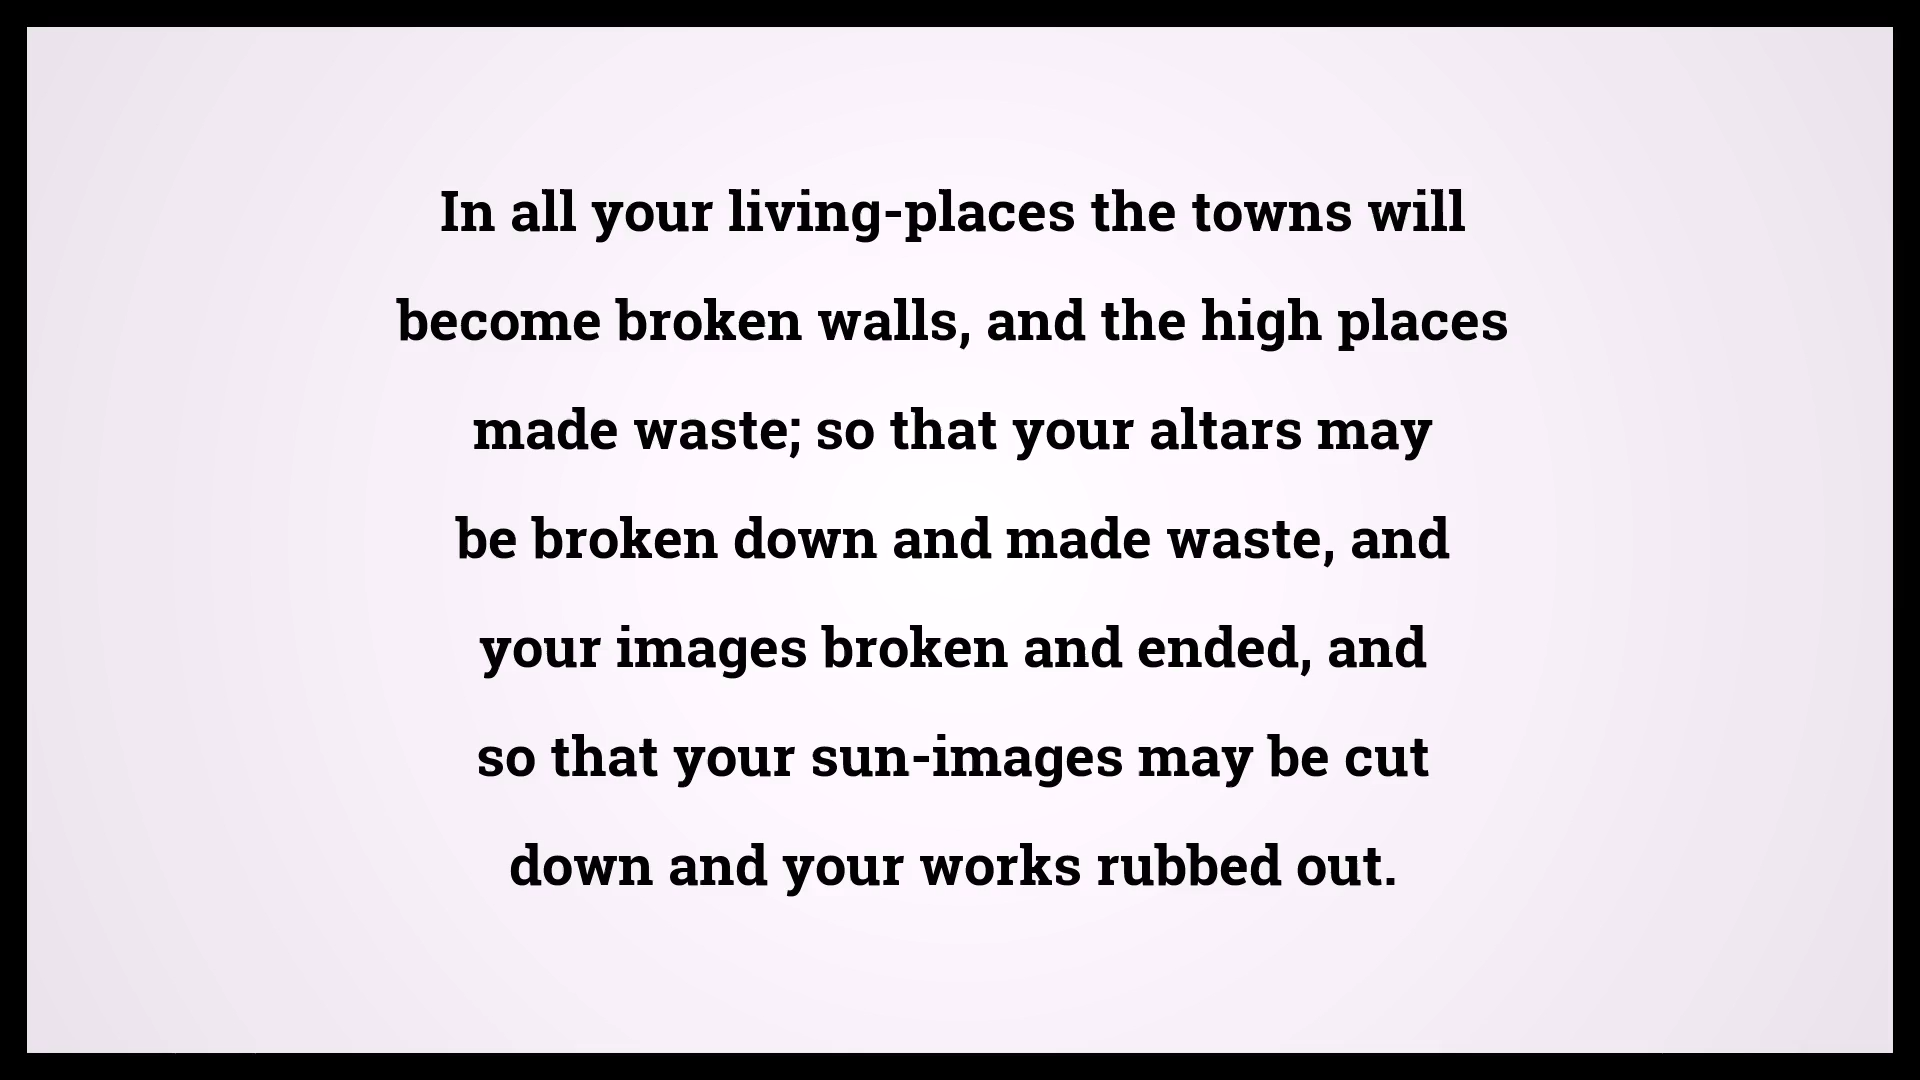 In all your living-places the towns will
become broken walls, and the high places
made waste; so that your altars may
be broken down and made waste, and
your images broken and ended, and
so that your sun-images may be cut
down and your works rubbed out.